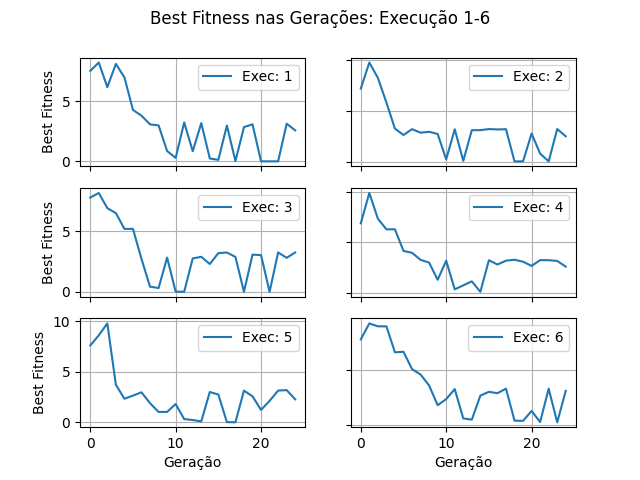 Best Fitness nas Gerações: Execução 1-6
Best Fitness
5
0
Exec: 1
Exec: 2
Best Fitness
5
0
Exec: 3
Exec: 4
Best Fitness
10
5
0
Exec: 5
Exec: 6
0 10 20
0 10 20
Geração
Geração